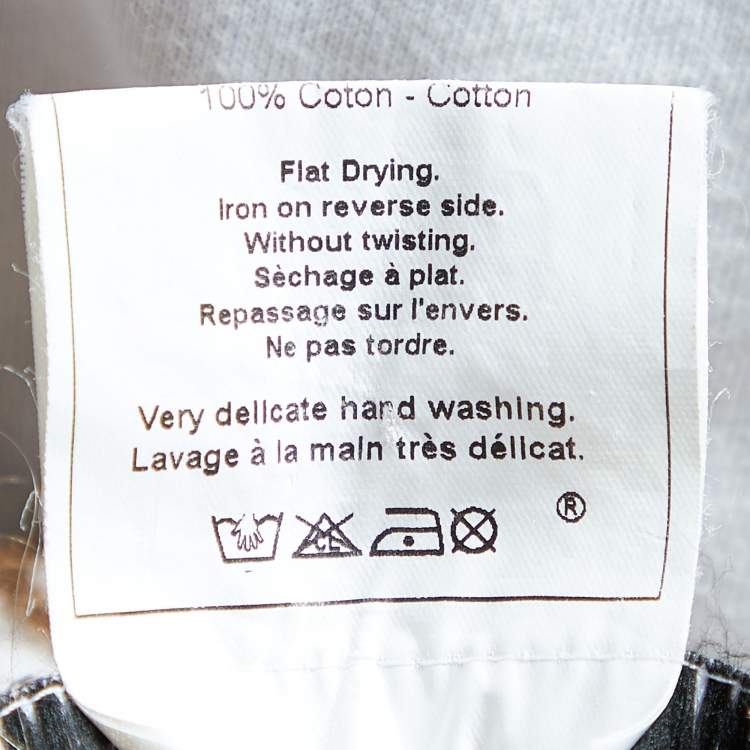 100% Coton - Cotton
Flat Drying.
Iron on reverse side.
Without twisting.
Sèchage à plat.
Repassage sur l'envers.
Ne pas tordre.
Very delicate hand washing.
Lavage à la main très délicat.
CL
®